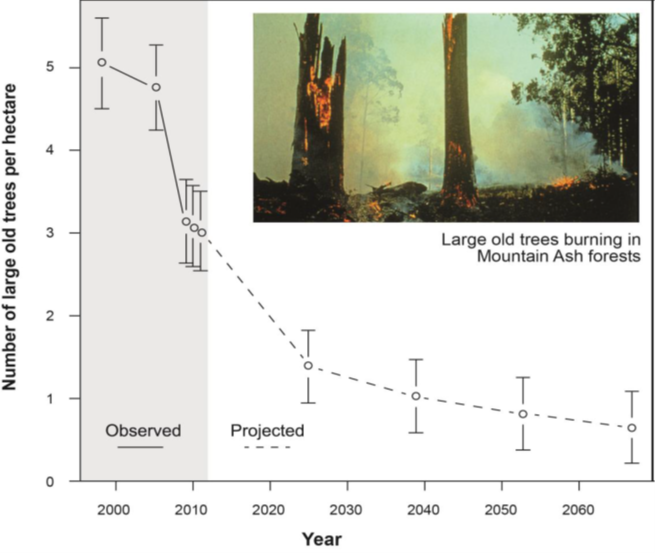 Number of large old trees per hectare
5
4
3
2
1
0
Large old trees burning in
Mountain Ash forests
Observed
Projected
2000 2010 2020 2030 2040 2050 2060
Year